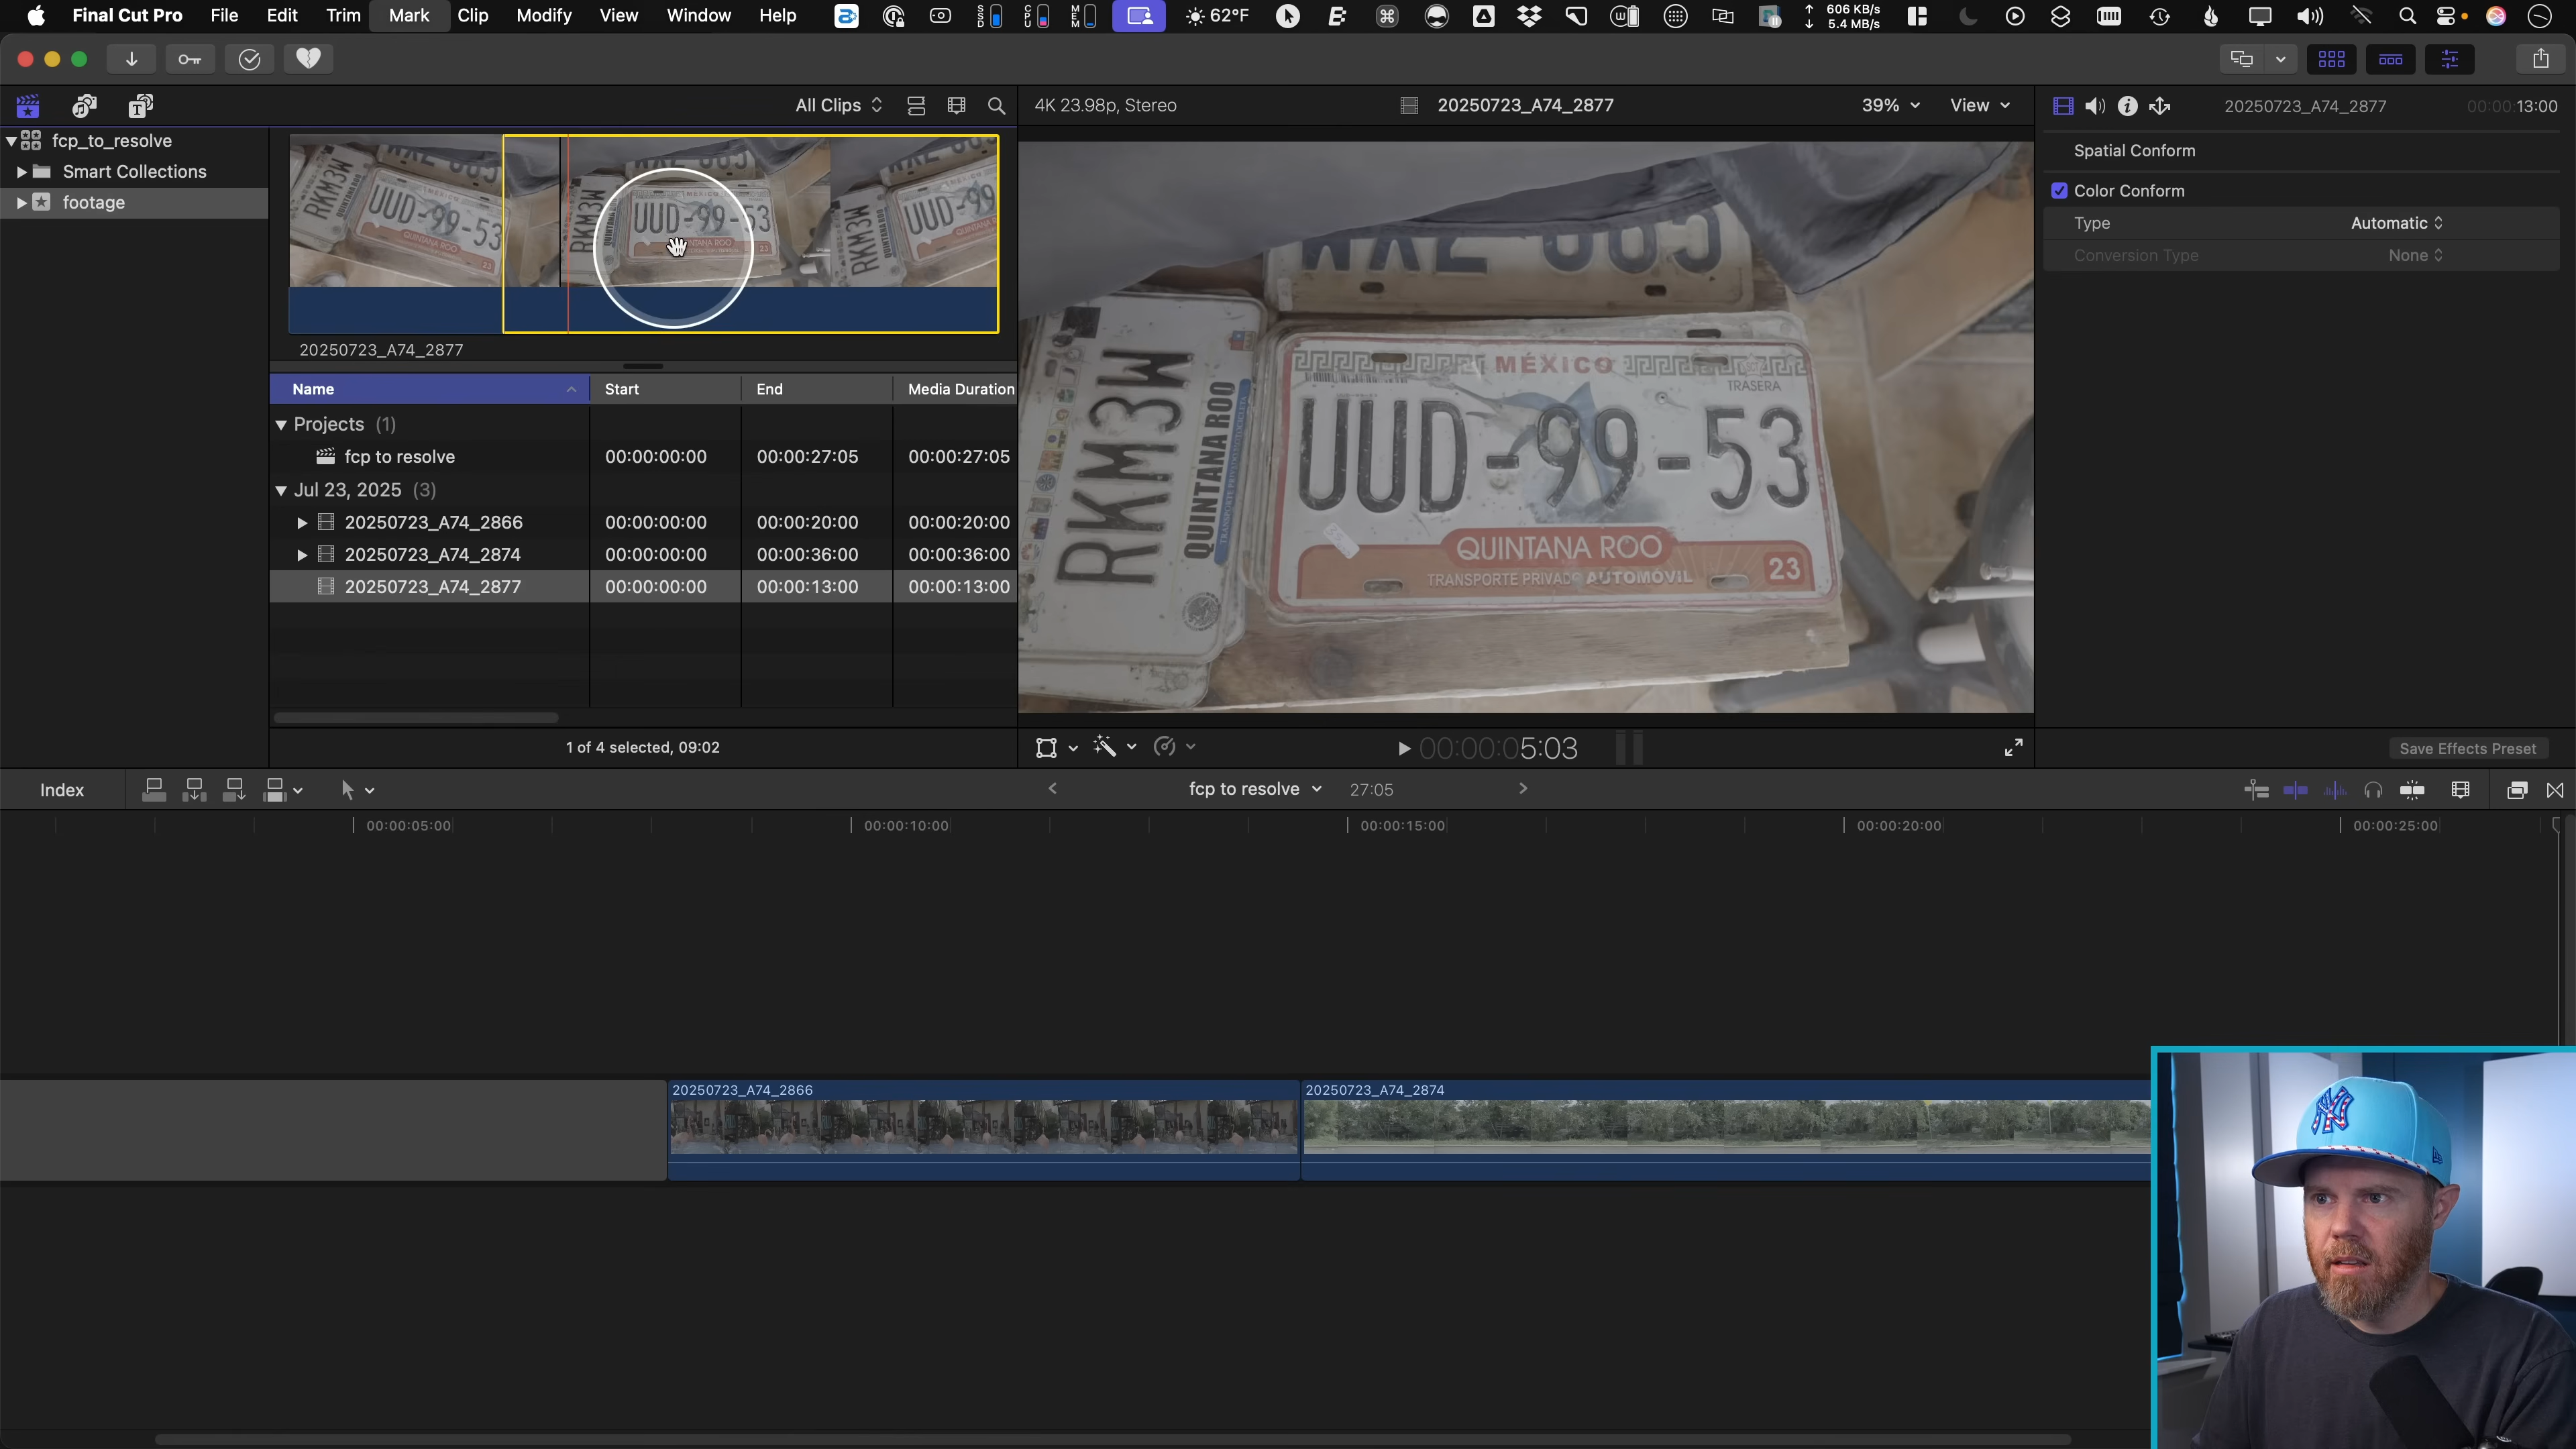 Final Cut Pro File Edit Trim Mark Clip Modify View Window Help
SSD CPU MEM 62°F 606 KB/s
5.4 MB/s
All Clips
4K 23.98p, Stereo 20250723_A74_2877 39% View
20250723_A74_2877 00:00:13:00
fcp_to_resolve
Smart Collections
footage
20250723_A74_2877
Spatial Conform
Color Conform
Type Automatic
Conversion Type None
Name Start End Media Duration
Projects (1)
fcp to resolve 00:00:00:00 00:00:27:05 00:00:27:05
Jul 23, 2025 (3)
20250723_A74_2866 00:00:00:00 00:00:20:00 00:00:20:00
20250723_A74_2874 00:00:00:00 00:00:36:00 00:00:36:00
20250723_A74_2877 00:00:00:00 00:00:13:00 00:00:13:00
MÉXICO
TRASERA
RKM3M
QUINTANA ROO
UUD-99-53
QUINTANA ROO
TRANSPORTE PRIVADO AUTOMÓVIL
23
1 of 4 selected, 09:02
00:00:05:03
Save Effects Preset
Index
fcp to resolve 27:05
00:00:05:00 00:00:10:00 00:00:15:00 00:00:20:00 00:00:25:00
20250723_A74_2866 20250723_A74_2874
NY